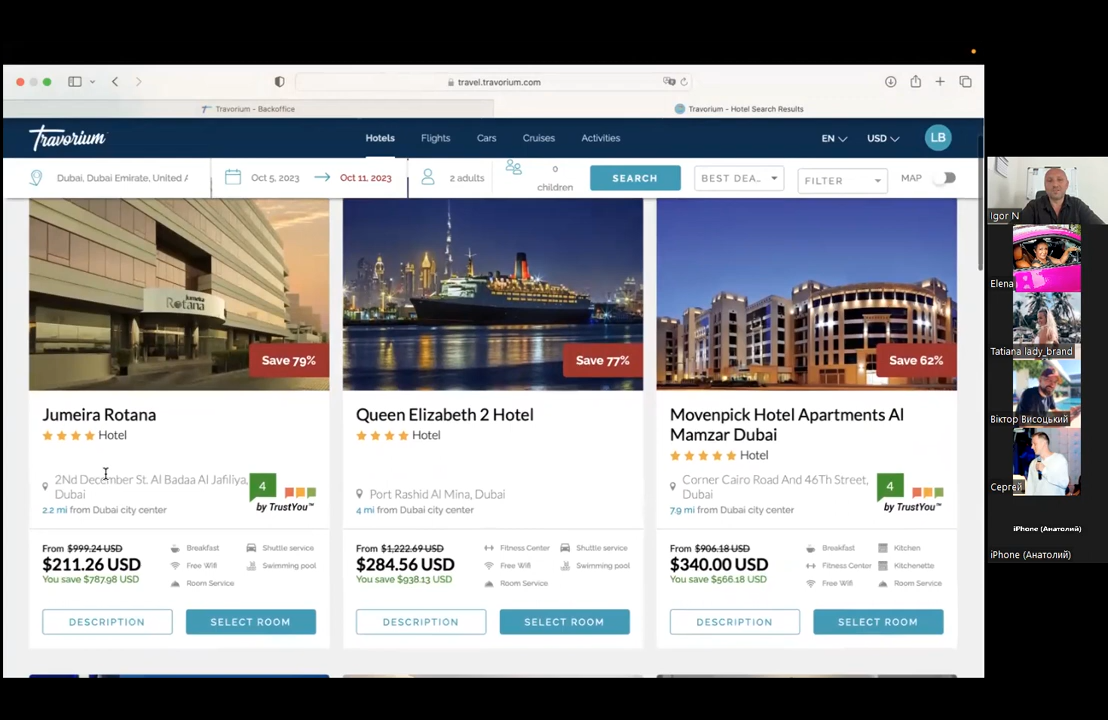 travel.travorium.com
Travorium - Backoffice
Travorium - Hotel Search Results
Travorium
Hotels
Flights
Cars
Cruises
Activities
EN
USD
LB
Dubai, Dubai Emirate, United A
Oct 5, 2023
Oct 11, 2023
2 adults
0
children
SEARCH
BEST DEA...
FILTER
MAP
Jumeira
Rotana
Save 79%
Save 77%
Save 62%
Jumeira Rotana
Hotel
2Nd December St. Al Badaa Al Jafiliya,
Dubai
2.2 mi from Dubai city center
4
by TrustYou™
From $999.24 USD
$211.26 USD
You save $787.98 USD
Breakfast
Shuttle service
Free Wifi
Swimming pool
Room Service
DESCRIPTION
SELECT ROOM
Queen Elizabeth 2 Hotel
Hotel
Port Rashid Al Mina, Dubai
4 mi from Dubai city center
From $1,222.69 USD
$284.56 USD
You save $938.13 USD
Fitness Center
Shuttle service
Free Wifi
Swimming pool
Room Service
DESCRIPTION
SELECT ROOM
Movenpick Hotel Apartments Al
Mamzar Dubai
Hotel
Corner Cairo Road And 46Th Street,
Dubai
7.9 mi from Dubai city center
4
by TrustYou™
From $906.18 USD
$340.00 USD
You save $566.18 USD
Breakfast
Kitchen
Fitness Center
Kitchenette
Free Wifi
Room Service
DESCRIPTION
SELECT ROOM
Igor N
Elena
Tatiana lady_brand
Віктор Висоцький
Сергей
iPhone (Анатолий)
iPhone (Анатолий)